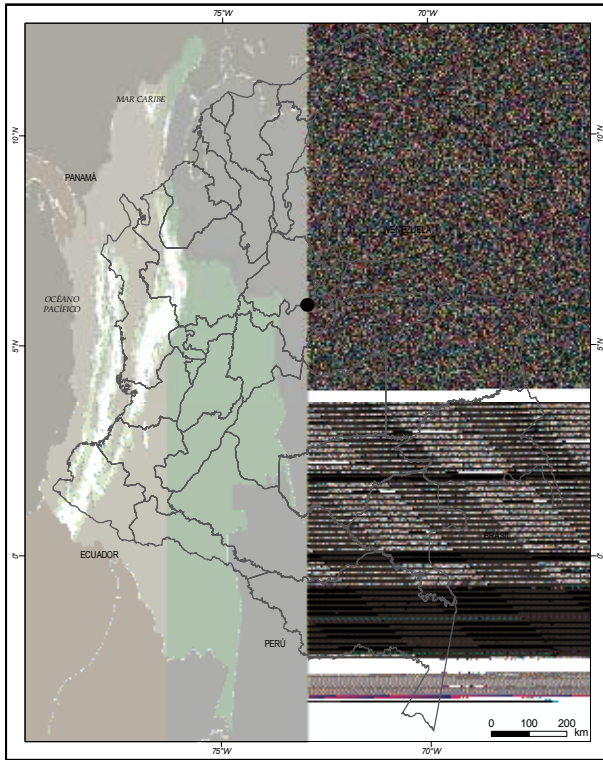 75°W
70°W
MAR CARIBE
10°N
10°N
PANAMÁ
VENEZUELA
OCÉANO
PACÍFICO
5°N
5°N
BRASIL
0°
0°
ECUADOR
PERÚ
0 100 200
km
75°W
70°W